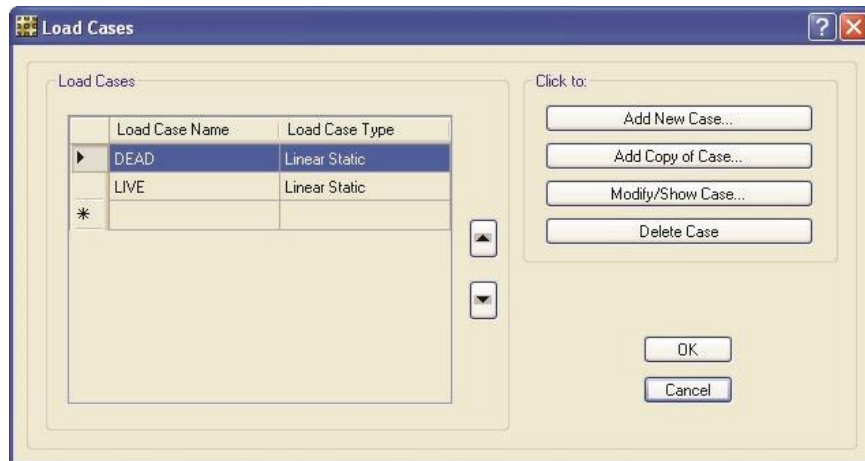 Load Cases
Load Cases
Load Case Name Load Case Type
DEAD Linear Static
LIVE Linear Static
*
Click to:
Add New Case...
Add Copy of Case...
Modify/Show Case...
Delete Case
OK
Cancel